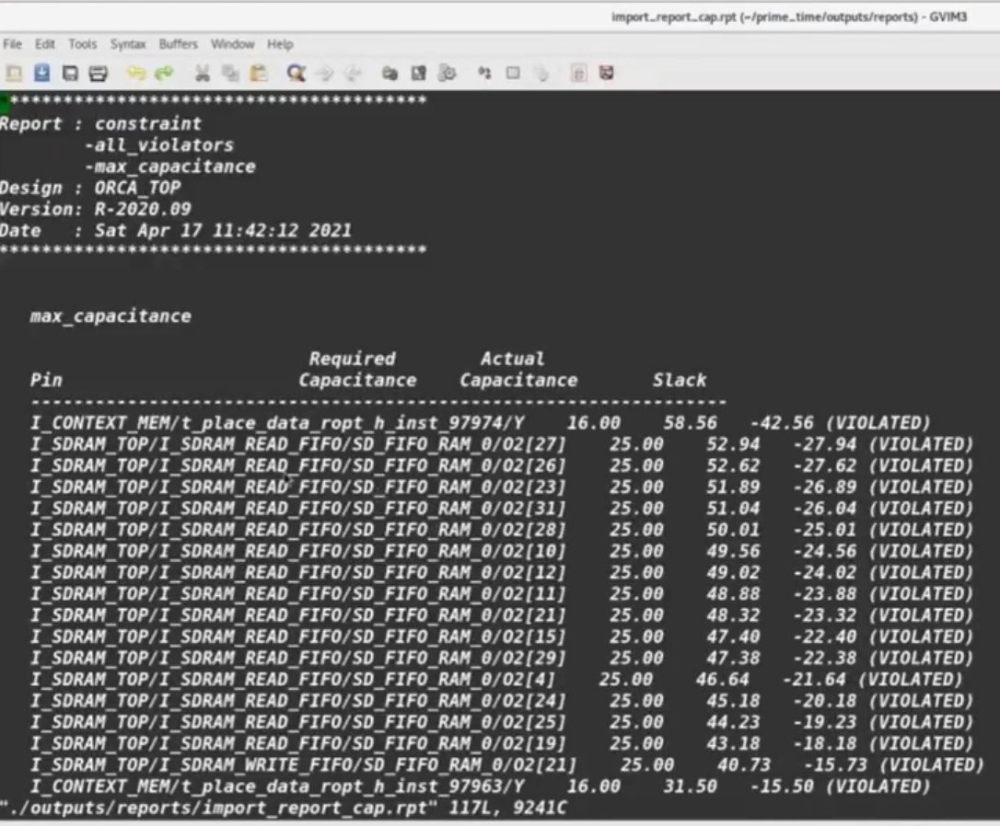 import_report_cap.rpt (~/prime_time/outputs/reports) - GVIM3
File Edit Tools Syntax Buffers Window Help
****************************************
Report : constraint
-all_violators
-max_capacitance
Design : ORCA_TOP
Version: R-2020.09
Date : Sat Apr 17 11:42:12 2021
****************************************
max_capacitance
Required Actual
Pin Capacitance Capacitance Slack
-----------------------------------------------------------------
I_CONTEXT_MEM/t_place_data_ropt_h_inst_97974/Y 16.00 58.56 -42.56 (VIOLATED)
I_SDRAM_TOP/I_SDRAM_READ_FIFO/SD_FIFO_RAM_0/O2[27] 25.00 52.94 -27.94 (VIOLATED)
I_SDRAM_TOP/I_SDRAM_READ_FIFO/SD_FIFO_RAM_0/O2[26] 25.00 52.62 -27.62 (VIOLATED)
I_SDRAM_TOP/I_SDRAM_READ_FIFO/SD_FIFO_RAM_0/O2[23] 25.00 51.89 -26.89 (VIOLATED)
I_SDRAM_TOP/I_SDRAM_READ_FIFO/SD_FIFO_RAM_0/O2[31] 25.00 51.04 -26.04 (VIOLATED)
I_SDRAM_TOP/I_SDRAM_READ_FIFO/SD_FIFO_RAM_0/O2[28] 25.00 50.01 -25.01 (VIOLATED)
I_SDRAM_TOP/I_SDRAM_READ_FIFO/SD_FIFO_RAM_0/O2[10] 25.00 49.56 -24.56 (VIOLATED)
I_SDRAM_TOP/I_SDRAM_READ_FIFO/SD_FIFO_RAM_0/O2[12] 25.00 49.02 -24.02 (VIOLATED)
I_SDRAM_TOP/I_SDRAM_READ_FIFO/SD_FIFO_RAM_0/O2[11] 25.00 48.88 -23.88 (VIOLATED)
I_SDRAM_TOP/I_SDRAM_READ_FIFO/SD_FIFO_RAM_0/O2[21] 25.00 48.32 -23.32 (VIOLATED)
I_SDRAM_TOP/I_SDRAM_READ_FIFO/SD_FIFO_RAM_0/O2[15] 25.00 47.40 -22.40 (VIOLATED)
I_SDRAM_TOP/I_SDRAM_READ_FIFO/SD_FIFO_RAM_0/O2[29] 25.00 47.38 -22.38 (VIOLATED)
I_SDRAM_TOP/I_SDRAM_READ_FIFO/SD_FIFO_RAM_0/O2[4] 25.00 46.64 -21.64 (VIOLATED)
I_SDRAM_TOP/I_SDRAM_READ_FIFO/SD_FIFO_RAM_0/O2[24] 25.00 45.18 -20.18 (VIOLATED)
I_SDRAM_TOP/I_SDRAM_READ_FIFO/SD_FIFO_RAM_0/O2[25] 25.00 44.23 -19.23 (VIOLATED)
I_SDRAM_TOP/I_SDRAM_READ_FIFO/SD_FIFO_RAM_0/O2[19] 25.00 43.18 -18.18 (VIOLATED)
I_SDRAM_TOP/I_SDRAM_WRITE_FIFO/SD_FIFO_RAM_0/O2[21] 25.00 40.73 -15.73 (VIOLATED)
I_CONTEXT_MEM/t_place_data_ropt_h_inst_97963/Y 16.00 31.50 -15.50 (VIOLATED)
"./outputs/reports/import_report_cap.rpt" 117L, 9241C